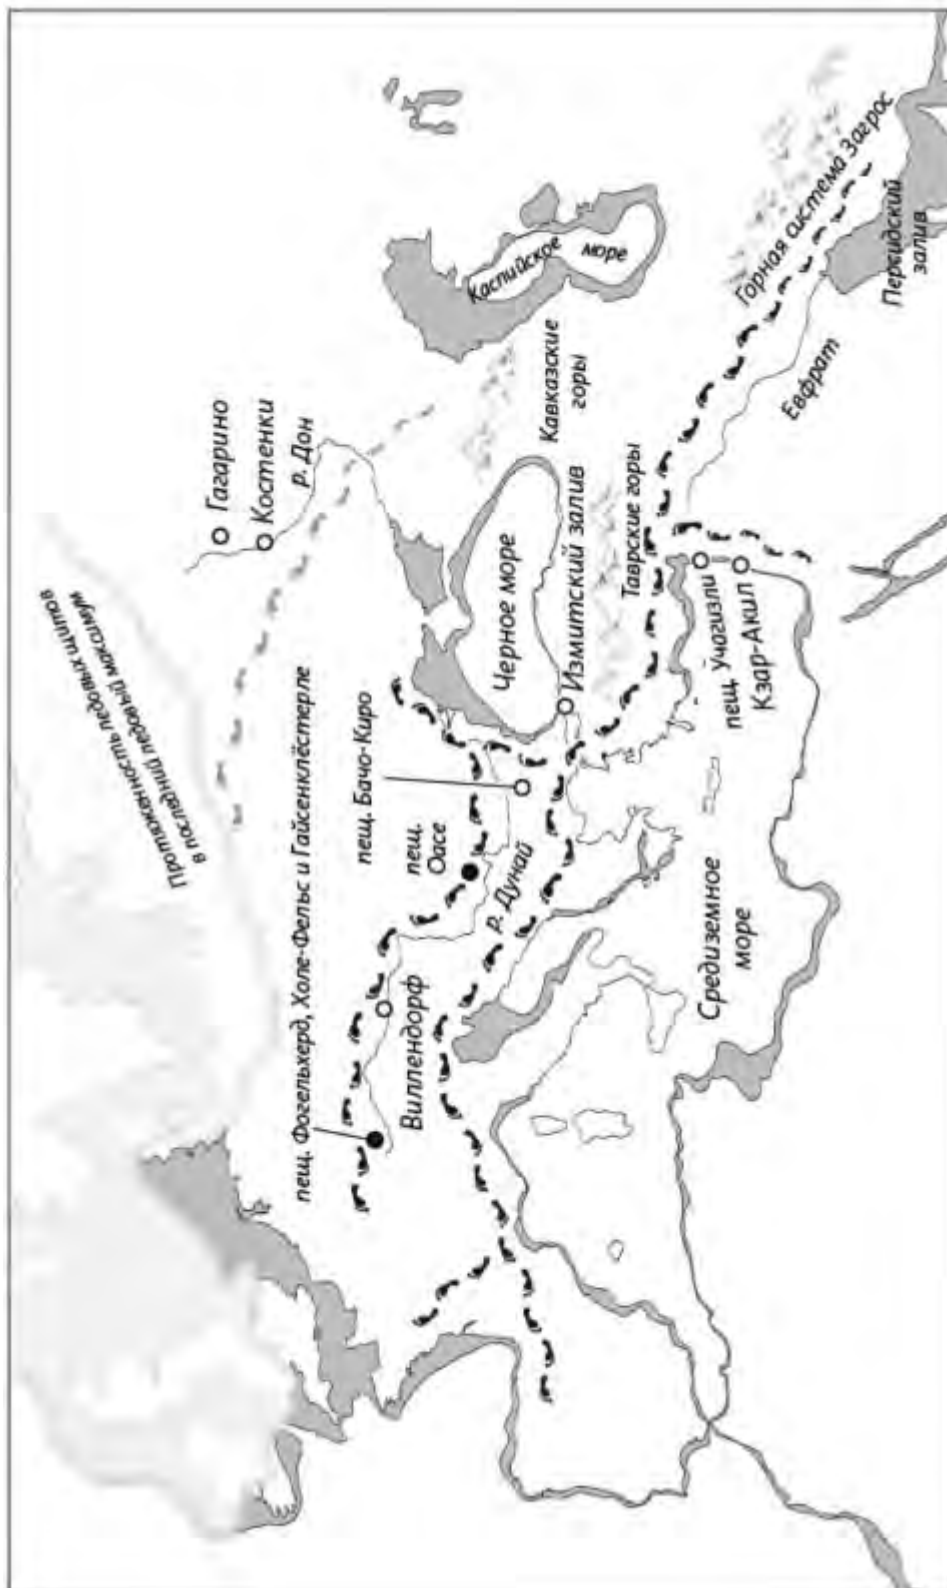 Протяженность ледовых щитов
в последний ледовый максимум
Гагарино
Костенки
р. Дон
пещ. Фогельхерд, Холе-Фельс и Гайсенклёстерле
пещ. Бачо-Киро
пещ.
Оасе
Виллендорф
р. Дунай
Черное море
Измитский залив
Кавказские
горы
Каспийское
море
Таврские горы
Горная система Загрос
Евфрат
Персидский
залив
пещ. Учагизли
Кзар-Акил
Средиземное
море